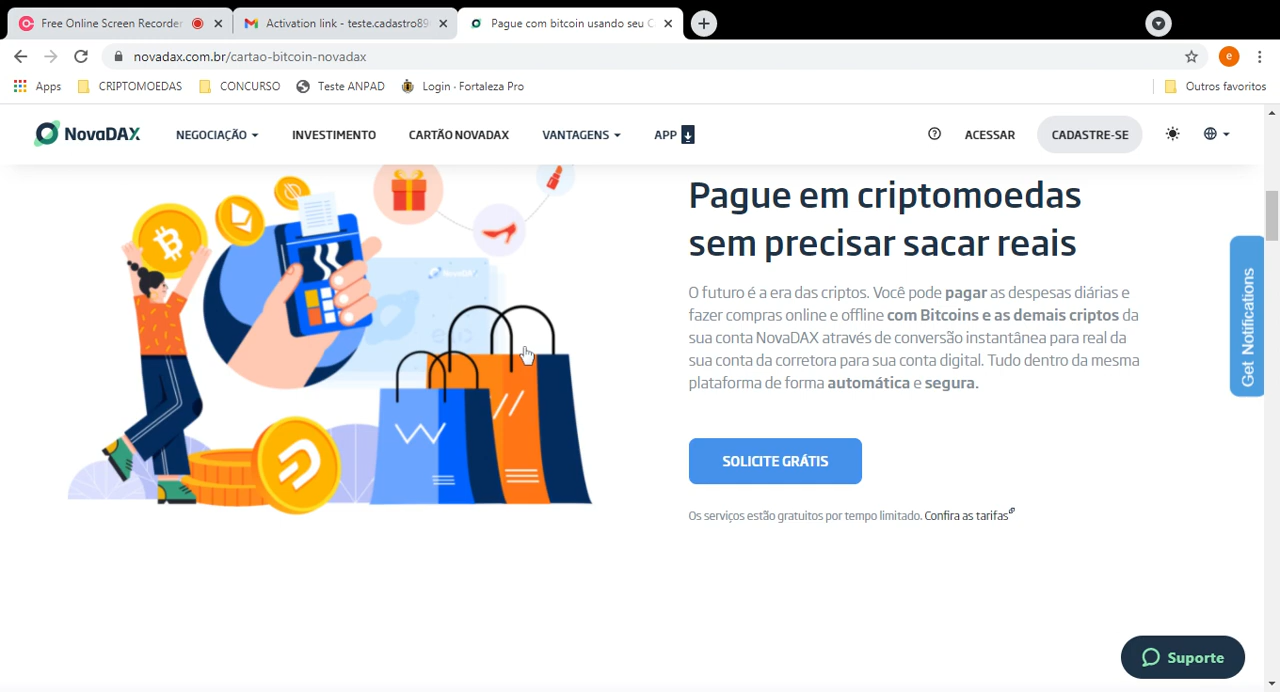 Free Online Screen Recorder
Activation link - teste.cadastro89
Pague com bitcoin usando seu C
novadax.com.br/cartao-bitcoin-novadax
e
Apps
CRIPTOMOEDAS
CONCURSO
Teste ANPAD
Login · Fortaleza Pro
Outros favoritos
NovaDAX
NEGOCIAÇÃO
INVESTIMENTO
CARTÃO NOVADAX
VANTAGENS
APP
ACESSAR
CADASTRE-SE
Pague em criptomoedas
sem precisar sacar reais
O futuro é a era das criptos. Você pode pagar as despesas diárias e
fazer compras online e offline com Bitcoins e as demais criptos da
sua conta NovaDAX através de conversão instantânea para real da
sua conta da corretora para sua conta digital. Tudo dentro da mesma
plataforma de forma automática e segura.
SOLICITE GRÁTIS
Os serviços estão gratuitos por tempo limitado. Confira as tarifas
Get Notifications
Suporte